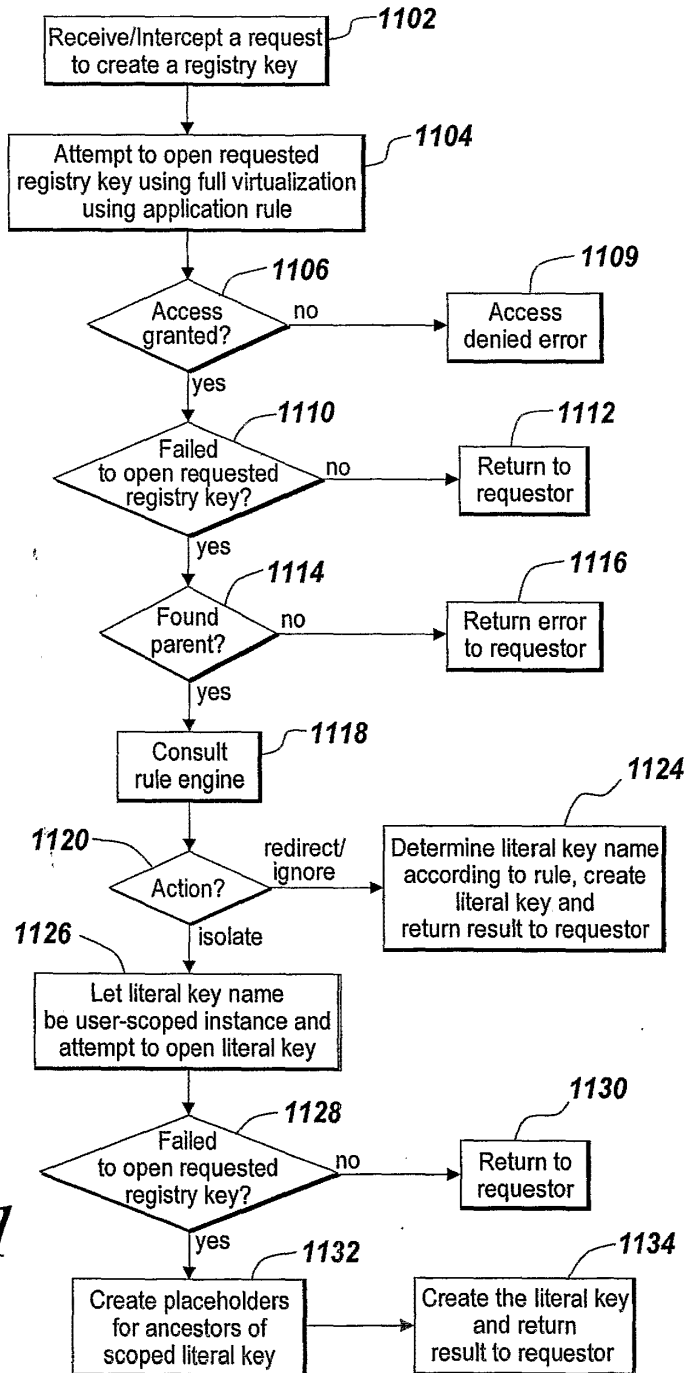 1102
Receive/Intercept a request
to create a registry key
1104
Attempt to open requested
registry key using full virtualization
using application rule
1106
Access
granted?
no
1109
Access
denied error
yes
1110
Failed
to open requested
registry key?
no
1112
Return to
requestor
yes
1114
Found
parent?
no
1116
Return error
to requestor
yes
1118
Consult
rule engine
1120
Action?
redirect/
ignore
1124
Determine literal key name
according to rule, create
literal key and
return result to requestor
isolate
1126
Let literal key name
be user-scoped instance and
attempt to open literal key
1128
Failed
to open requested
registry key?
no
1130
Return to
requestor
yes
1132
Create placeholders
for ancestors of
scoped literal key
1134
Create the literal key
and return
result to requestor